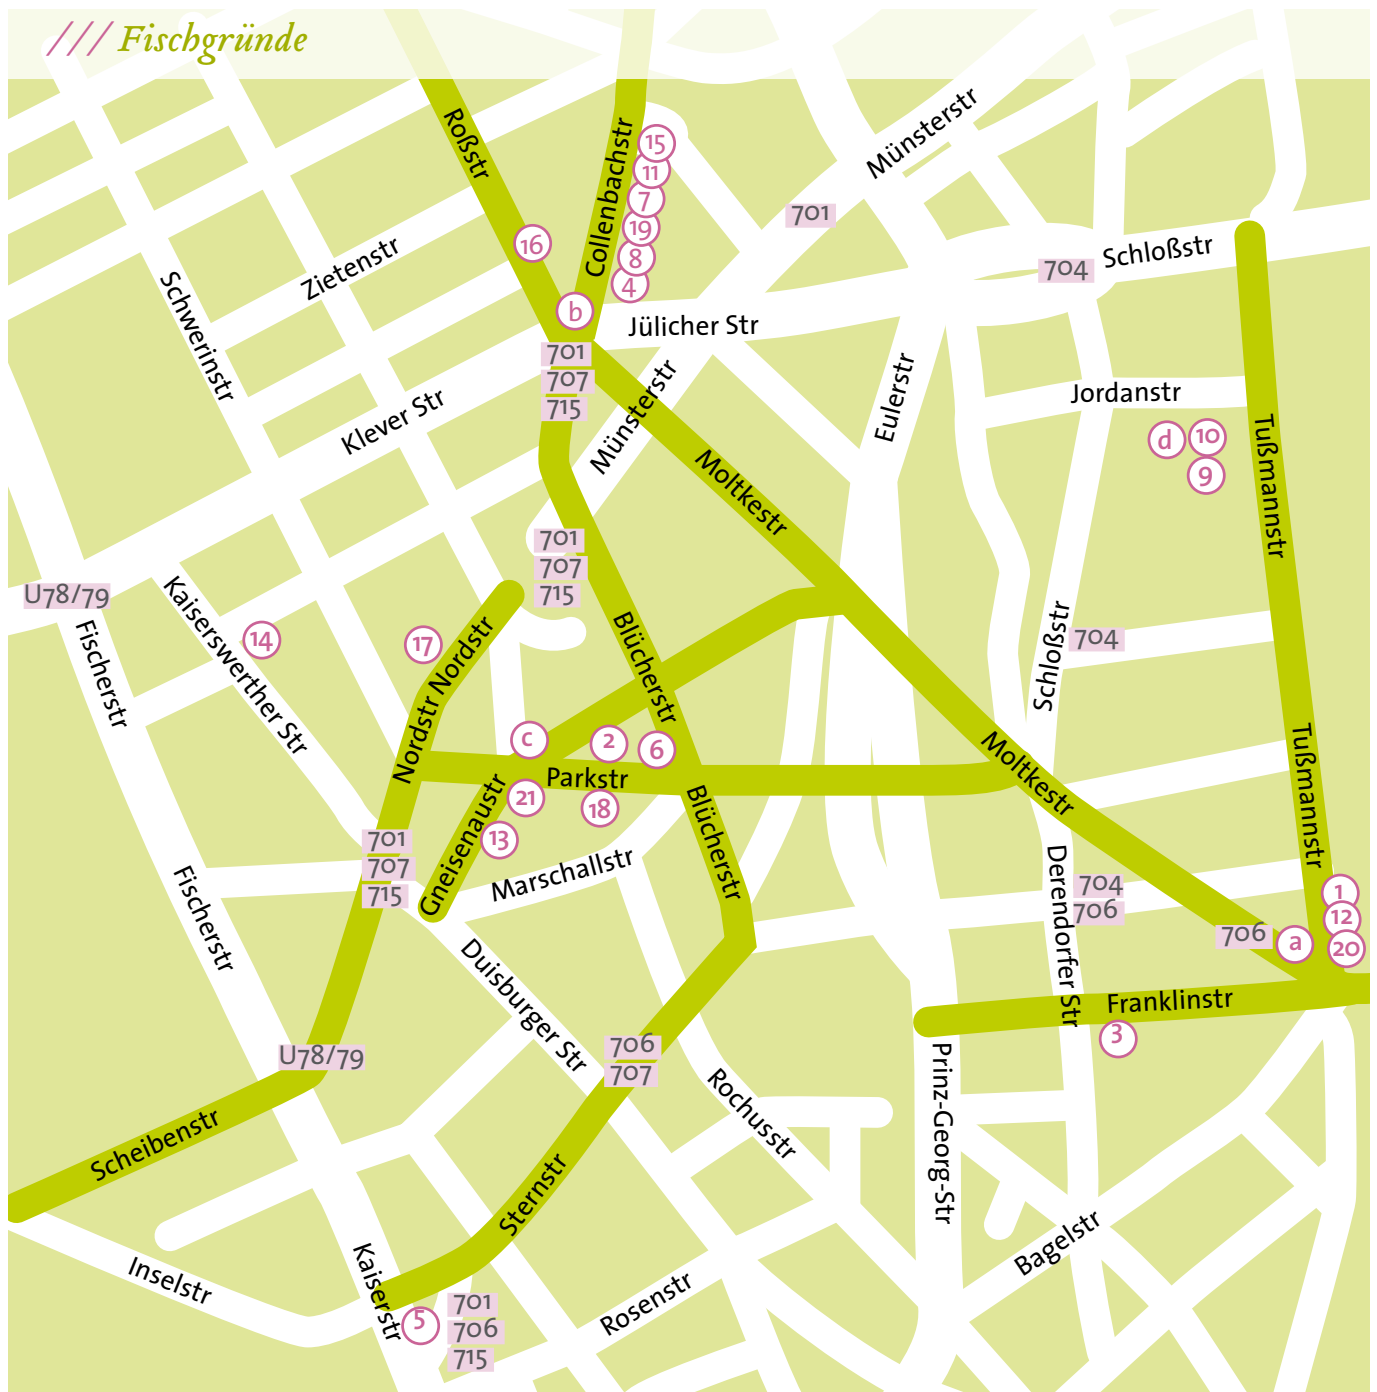 /// Fischgründe
Roßstr
Collenbachstr
15
11
7
19
8
4
Münsterstr
701
16
Zietenstr
Schloßstr
704
b
Jülicher Str
Schwerinstr
701
707
715
Münsterstr
Eulerstr
Jordanstr
Klever Str
d
10
9
Tußmannstr
Moltkestr
701
707
715
U78/79
Kaiserswerther Str
14
17
Nordstr
Nordstr
Blücherstr
Schloßstr
704
Fischerstr
c
2
6
Parkstr
21
18
13
Gneisenaustr
Moltkestr
Tußmannstr
Blücherstr
701
707
715
Marschallstr
Fischerstr
Derendorfer Str
704
706
1
12
20
706
a
Duisburger Str
Franklinstr
3
U78/79
706
707
Prinz-Georg-Str
Rochusstr
Scheibenstr
Sternstr
Bagelstr
Inselstr
Kaiserstr
5
701
706
715
Rosenstr